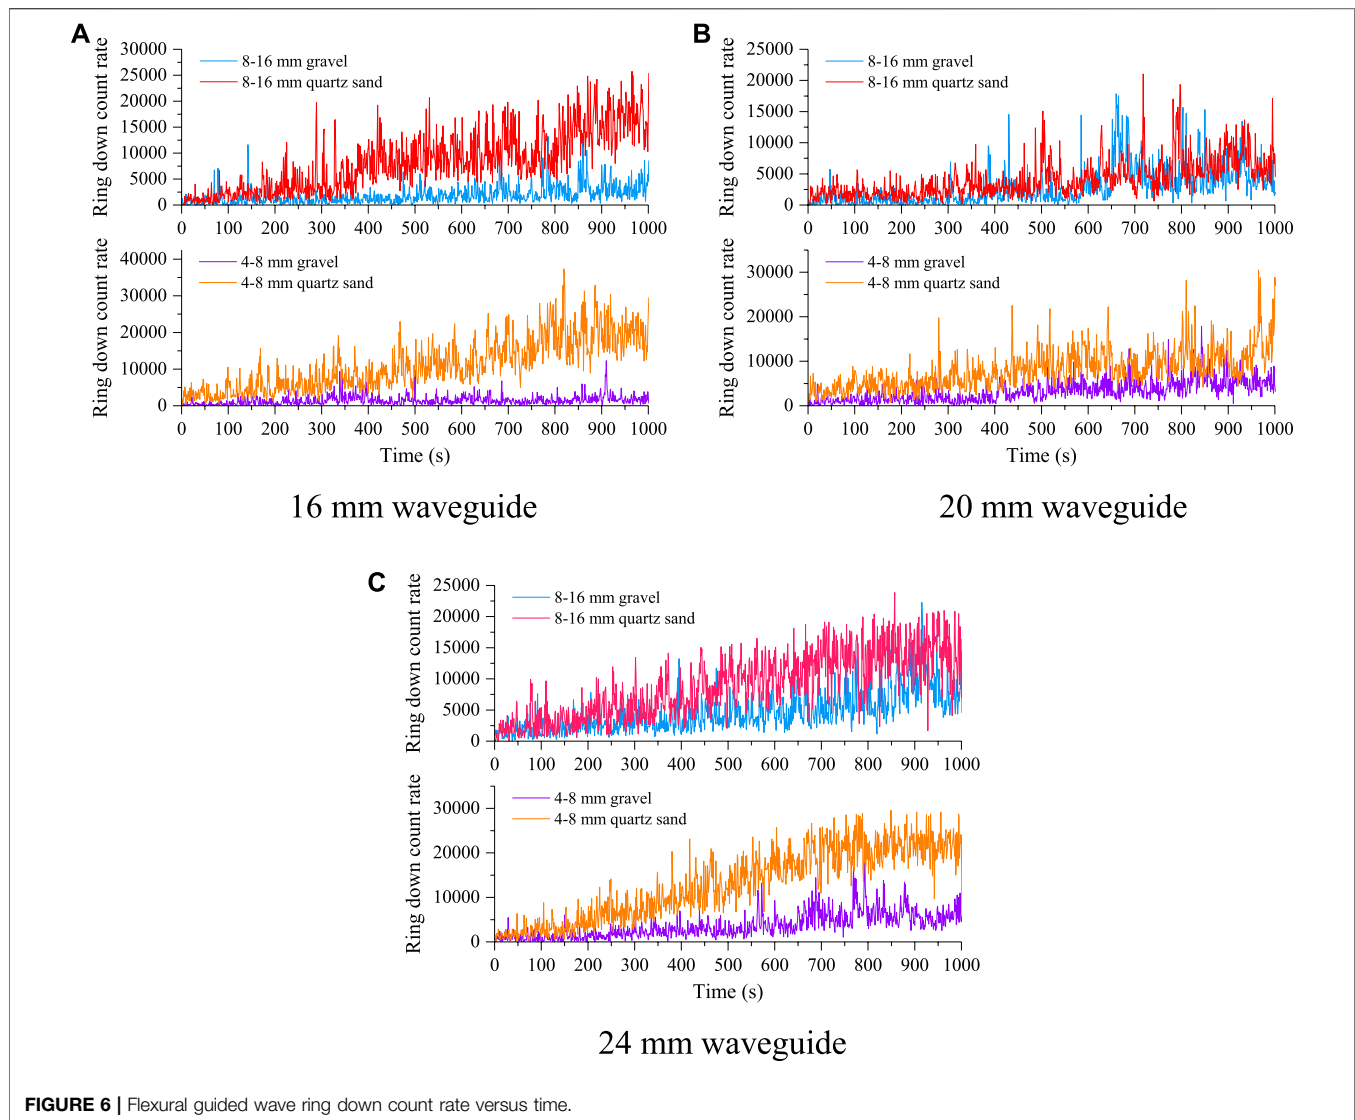 A
Ring down count rate
30000
25000
20000
15000
10000
5000
0
8-16 mm gravel
8-16 mm quartz sand
0 100 200 300 400 500 600 700 800 900 1000
Ring down count rate
40000
30000
20000
10000
0
4-8 mm gravel
4-8 mm quartz sand
0 100 200 300 400 500 600 700 800 900 1000
Time (s)
16 mm waveguide
B
Ring down count rate
25000
20000
15000
10000
5000
0
8-16 mm gravel
8-16 mm quartz sand
0 100 200 300 400 500 600 700 800 900 1000
Ring down count rate
30000
20000
10000
0
4-8 mm gravel
4-8 mm quartz sand
0 100 200 300 400 500 600 700 800 900 1000
Time (s)
20 mm waveguide
C
Ring down count rate
25000
20000
15000
10000
5000
0
8-16 mm gravel
8-16 mm quartz sand
0 100 200 300 400 500 600 700 800 900 1000
Ring down count rate
30000
20000
10000
0
4-8 mm gravel
4-8 mm quartz sand
0 100 200 300 400 500 600 700 800 900 1000
Time (s)
24 mm waveguide
FIGURE 6 | Flexural guided wave ring down count rate versus time.